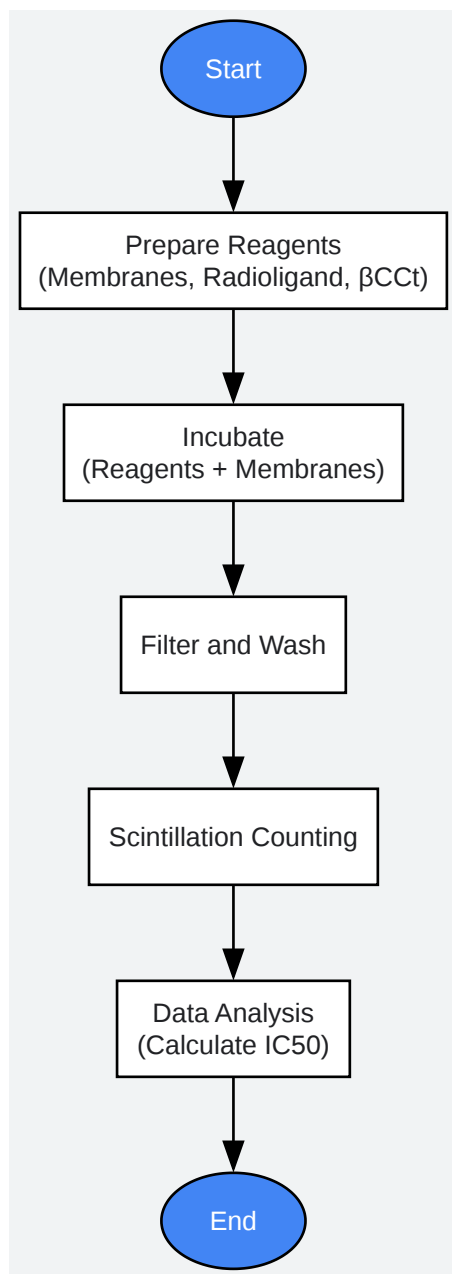 Start
Prepare Reagents
(Membranes, Radioligand, βCCt)
Incubate
(Reagents + Membranes)
Filter and Wash
Scintillation Counting
Data Analysis
(Calculate IC50)
End